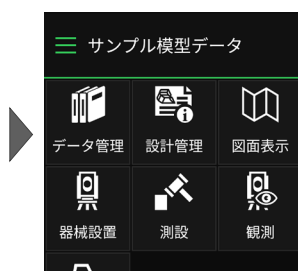 サンプル模型データ
データ管理 設計管理 図面表示
器械設置 測設 観測